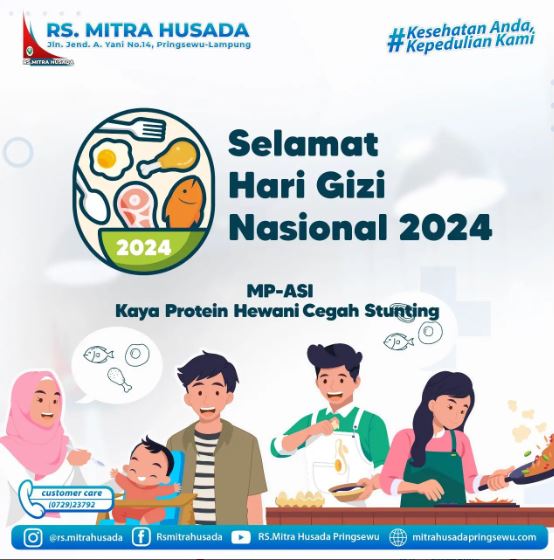 RS. MITRA HUSADA
Jln. Jend. A. Yani No.14, Pringsewu-Lampung
RS.MITRA HUSADA
#Kesehatan Anda,
Kepedulian Kami
Selamat
Hari Gizi
Nasional 2024
2024
MP-ASI
Kaya Protein Hewani Cegah Stunting
customer care
(0729)23792
@rs.mitrahusada
Rsmitrahusada
RS.Mitra Husada Pringsewu
mitrahusadapringsewu.com